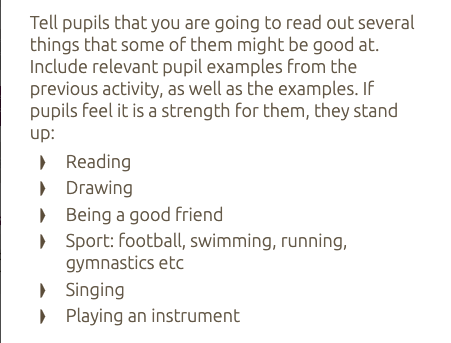 Tell pupils that you are going to read out several
things that some of them might be good at.
Include relevant pupil examples from the
previous activity, as well as the examples. If
pupils feel it is a strength for them, they stand
up:
Reading
Drawing
Being a good friend
Sport: football, swimming, running,
gymnastics etc
Singing
Playing an instrument